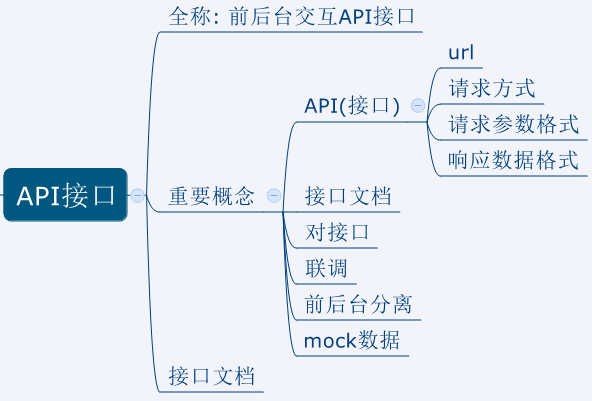 API接口
全称: 前后台交互API接口
重要概念
API(接口)
url
请求方式
请求参数格式
响应数据格式
接口文档
对接口
联调
前后台分离
mock数据
接口文档